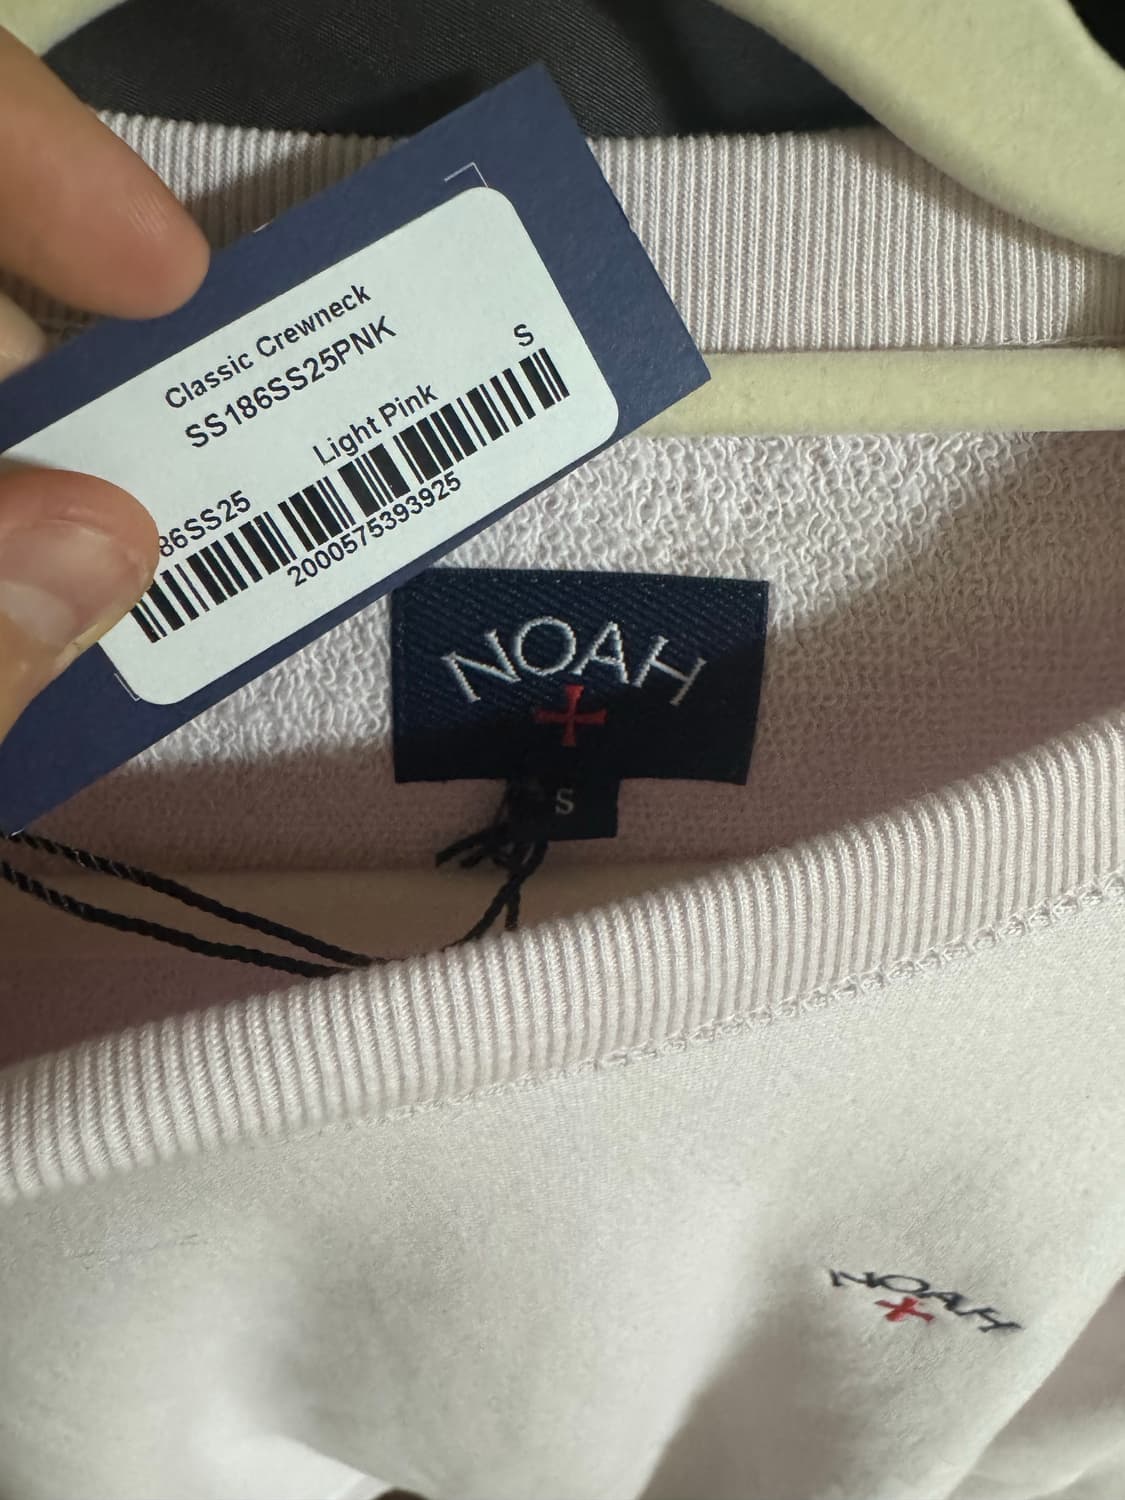 Classic Crewneck
SS186SS25PNK
Light Pink
S
86SS25
2000575393925
NOAH
S
NOAH